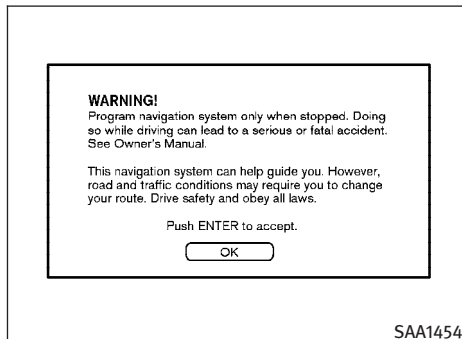 WARNING!
Program navigation system only when stopped. Doing
so while driving can lead to a serious or fatal accident.
See Owner's Manual.
This navigation system can help guide you. However,
road and traffic conditions may require you to change
your route. Drive safety and obey all laws.
Push ENTER to accept.
OK
SAA1454